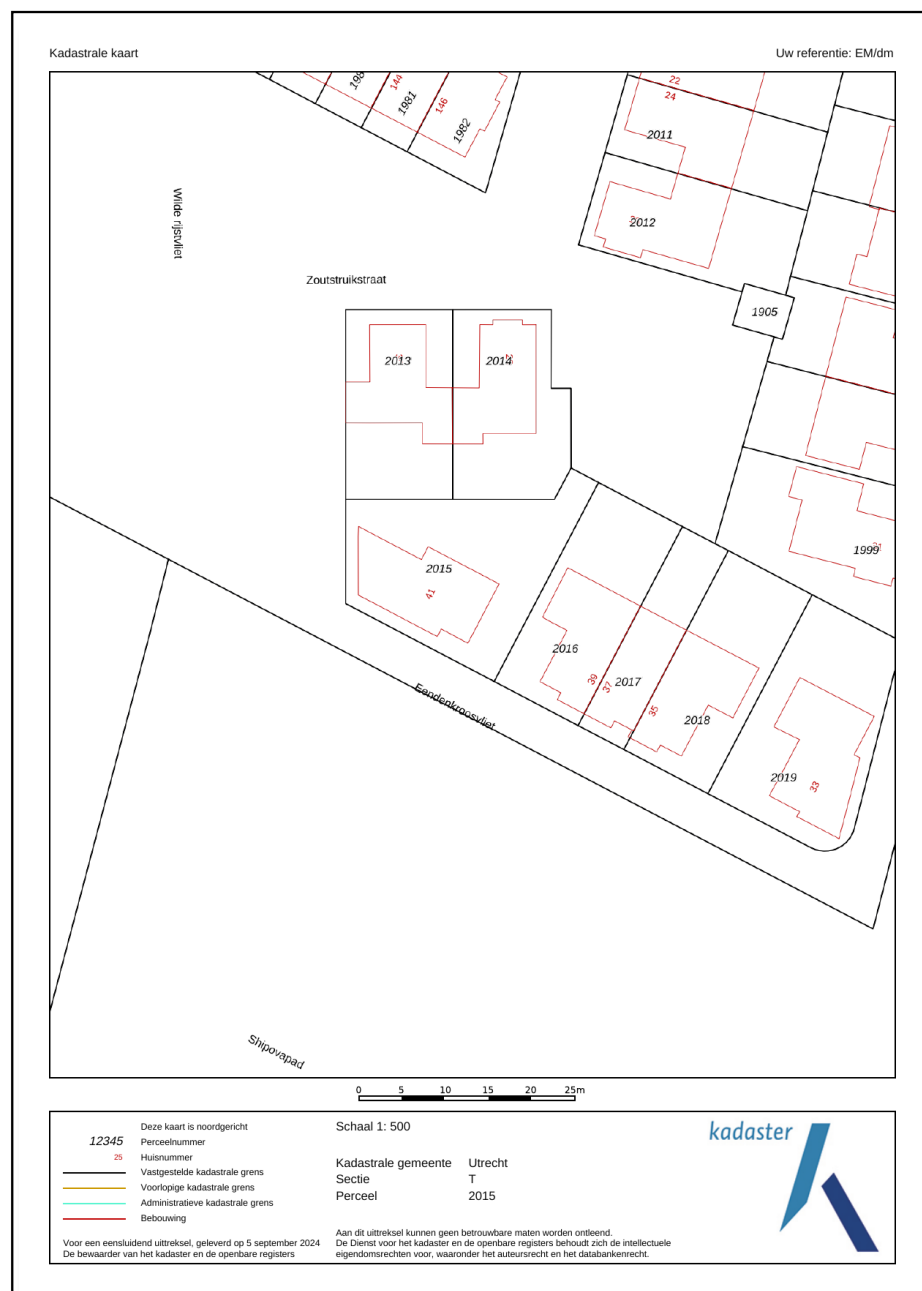 Kadastrale kaart
Uw referentie: EM/dm
144
1981
146
1982
22
24
2011
2012
Wilde rijstvliet
Zoutstruikstraat
1905
2013
2014
1999
2015
41
2016
39
37
2017
35
2018
Eendenkroosvliet
2019
33
Shipovapad
0 5 10 15 20 25m
Deze kaart is noordgericht
12345 Perceelnummer
25 Huisnummer
Vastgestelde kadastrale grens
Voorlopige kadastrale grens
Administratieve kadastrale grens
Bebouwing
Voor een eensluidend uittreksel, geleverd op 5 september 2024
De bewaarder van het kadaster en de openbare registers
Schaal 1: 500
Kadastrale gemeente Utrecht
Sectie T
Perceel 2015
Aan dit uittreksel kunnen geen betrouwbare maten worden ontleend.
De Dienst voor het kadaster en de openbare registers behoudt zich de intellectuele
eigendomsrechten voor, waaronder het auteursrecht en het databankenrecht.
kadaster